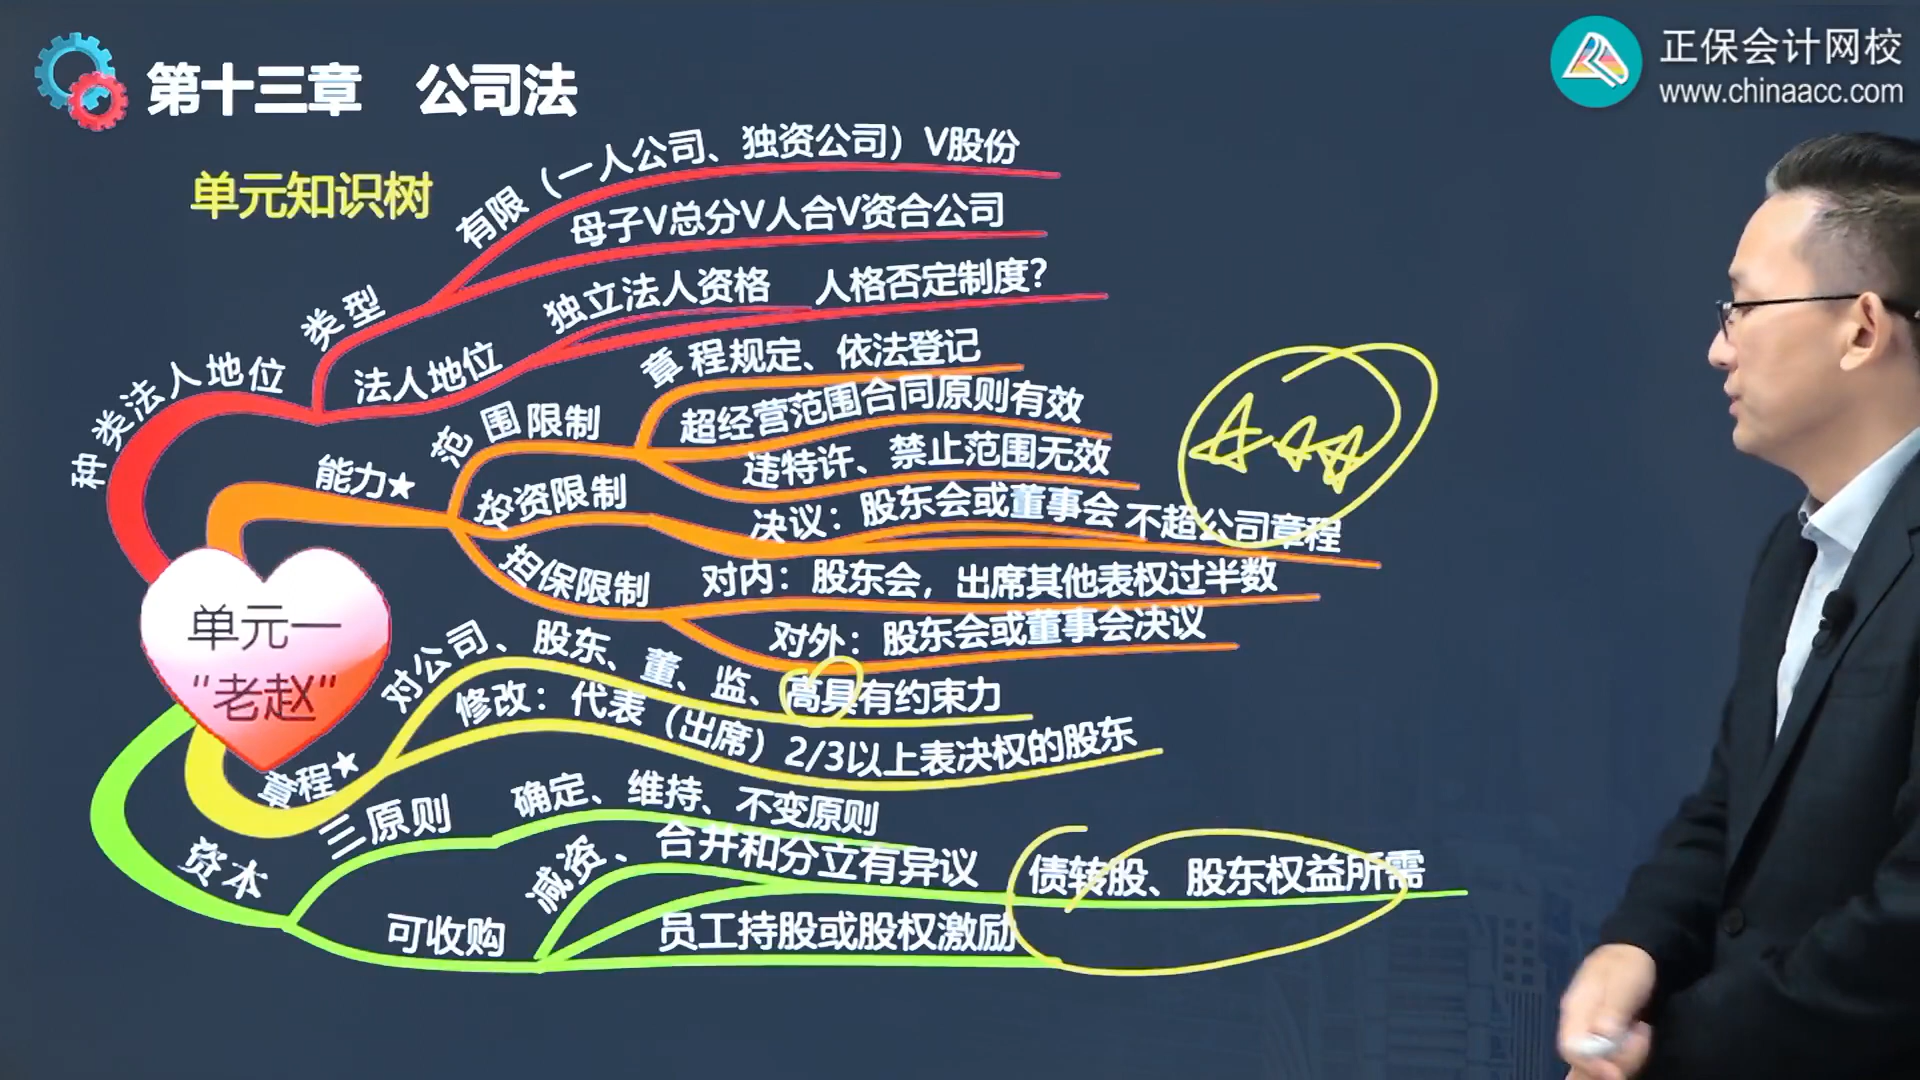 第十三章 公司法
正保会计网校
www.chinaacc.com
单元知识树
单元一
“老赵”
种类法人地位
类型
有限（一人公司、独资公司）V股份
母子V总分V人合V资合公司
法人地位
独立法人资格 人格否定制度？
能力★
范围限制
章程规定、依法登记
超经营范围合同原则有效
违特许、禁止范围无效
投资限制
决议：股东会或董事会 不超公司章程
担保限制
对内：股东会，出席其他表权过半数
对外：股东会或董事会决议
章程★
对公司、股东、董、监、高具有约束力
修改：代表（出席）2/3以上表决权的股东
资本
三原则
确定、维持、不变原则
可收购
减资、合并和分立有异议
债转股、股东权益所需
员工持股或股权激励